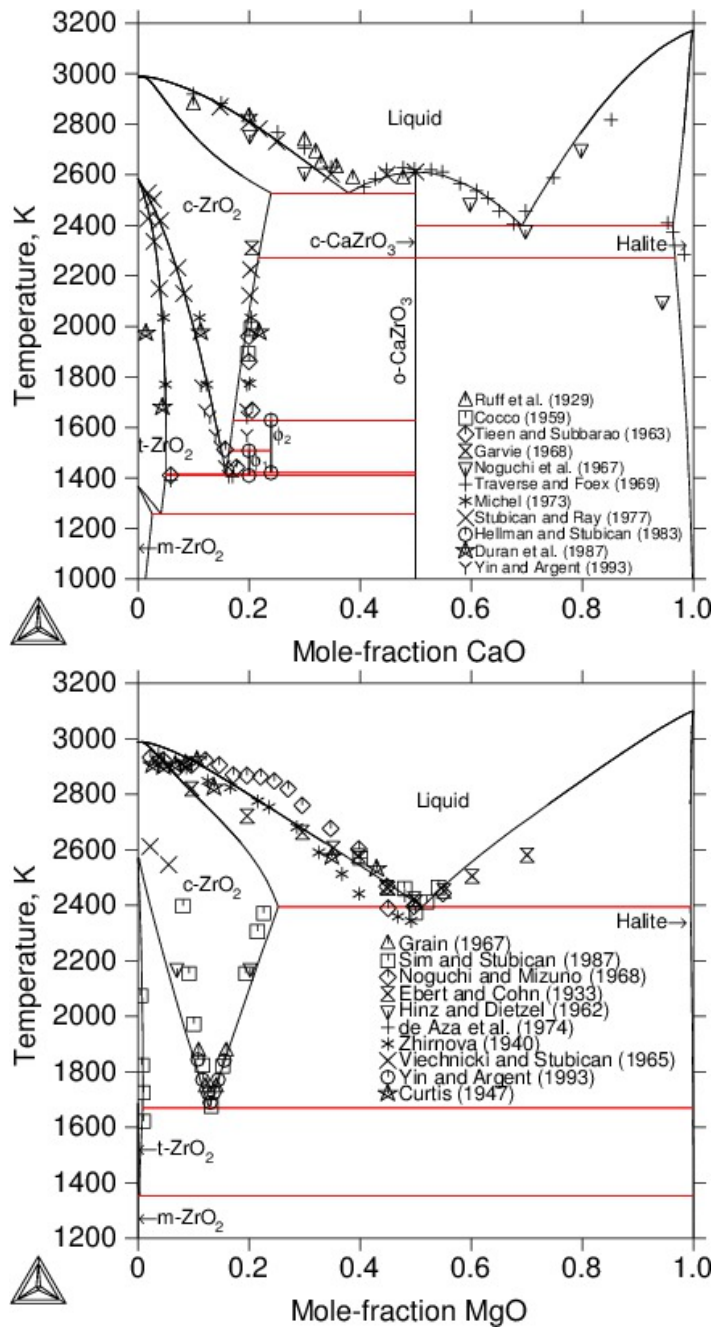 3200
3000
2800
2600
2400
2200
2000
1800
1600
1400
1200
1000
Temperature, K
Liquid
c-ZrO2
c-CaZrO3
Halite
o-CaZrO3
t-ZrO2
ϕ2
m-ZrO2
Ruff et al. (1929)
Cocco (1959)
Tieen and Subbarao (1963)
Garvie (1968)
Noguchi et al. (1967)
Traverse and Foex (1969)
Michel (1973)
Stubican and Ray (1977)
Hellman and Stubican (1983)
Duran et al. (1987)
Yin and Argent (1993)
0 0.2 0.4 0.6 0.8 1.0
Mole-fraction CaO
3200
3000
2800
2600
2400
2200
2000
1800
1600
1400
1200
Temperature, K
Liquid
c-ZrO2
Halite
Grain (1967)
Sim and Stubican (1987)
Noguchi and Mizuno (1968)
Ebert and Cohn (1933)
Hinz and Dietzel (1962)
de Aza et al. (1974)
Zhirnova (1940)
Viechnicki and Stubican (1965)
Yin and Argent (1993)
Curtis (1947)
t-ZrO2
m-ZrO2
0 0.2 0.4 0.6 0.8 1.0
Mole-fraction MgO